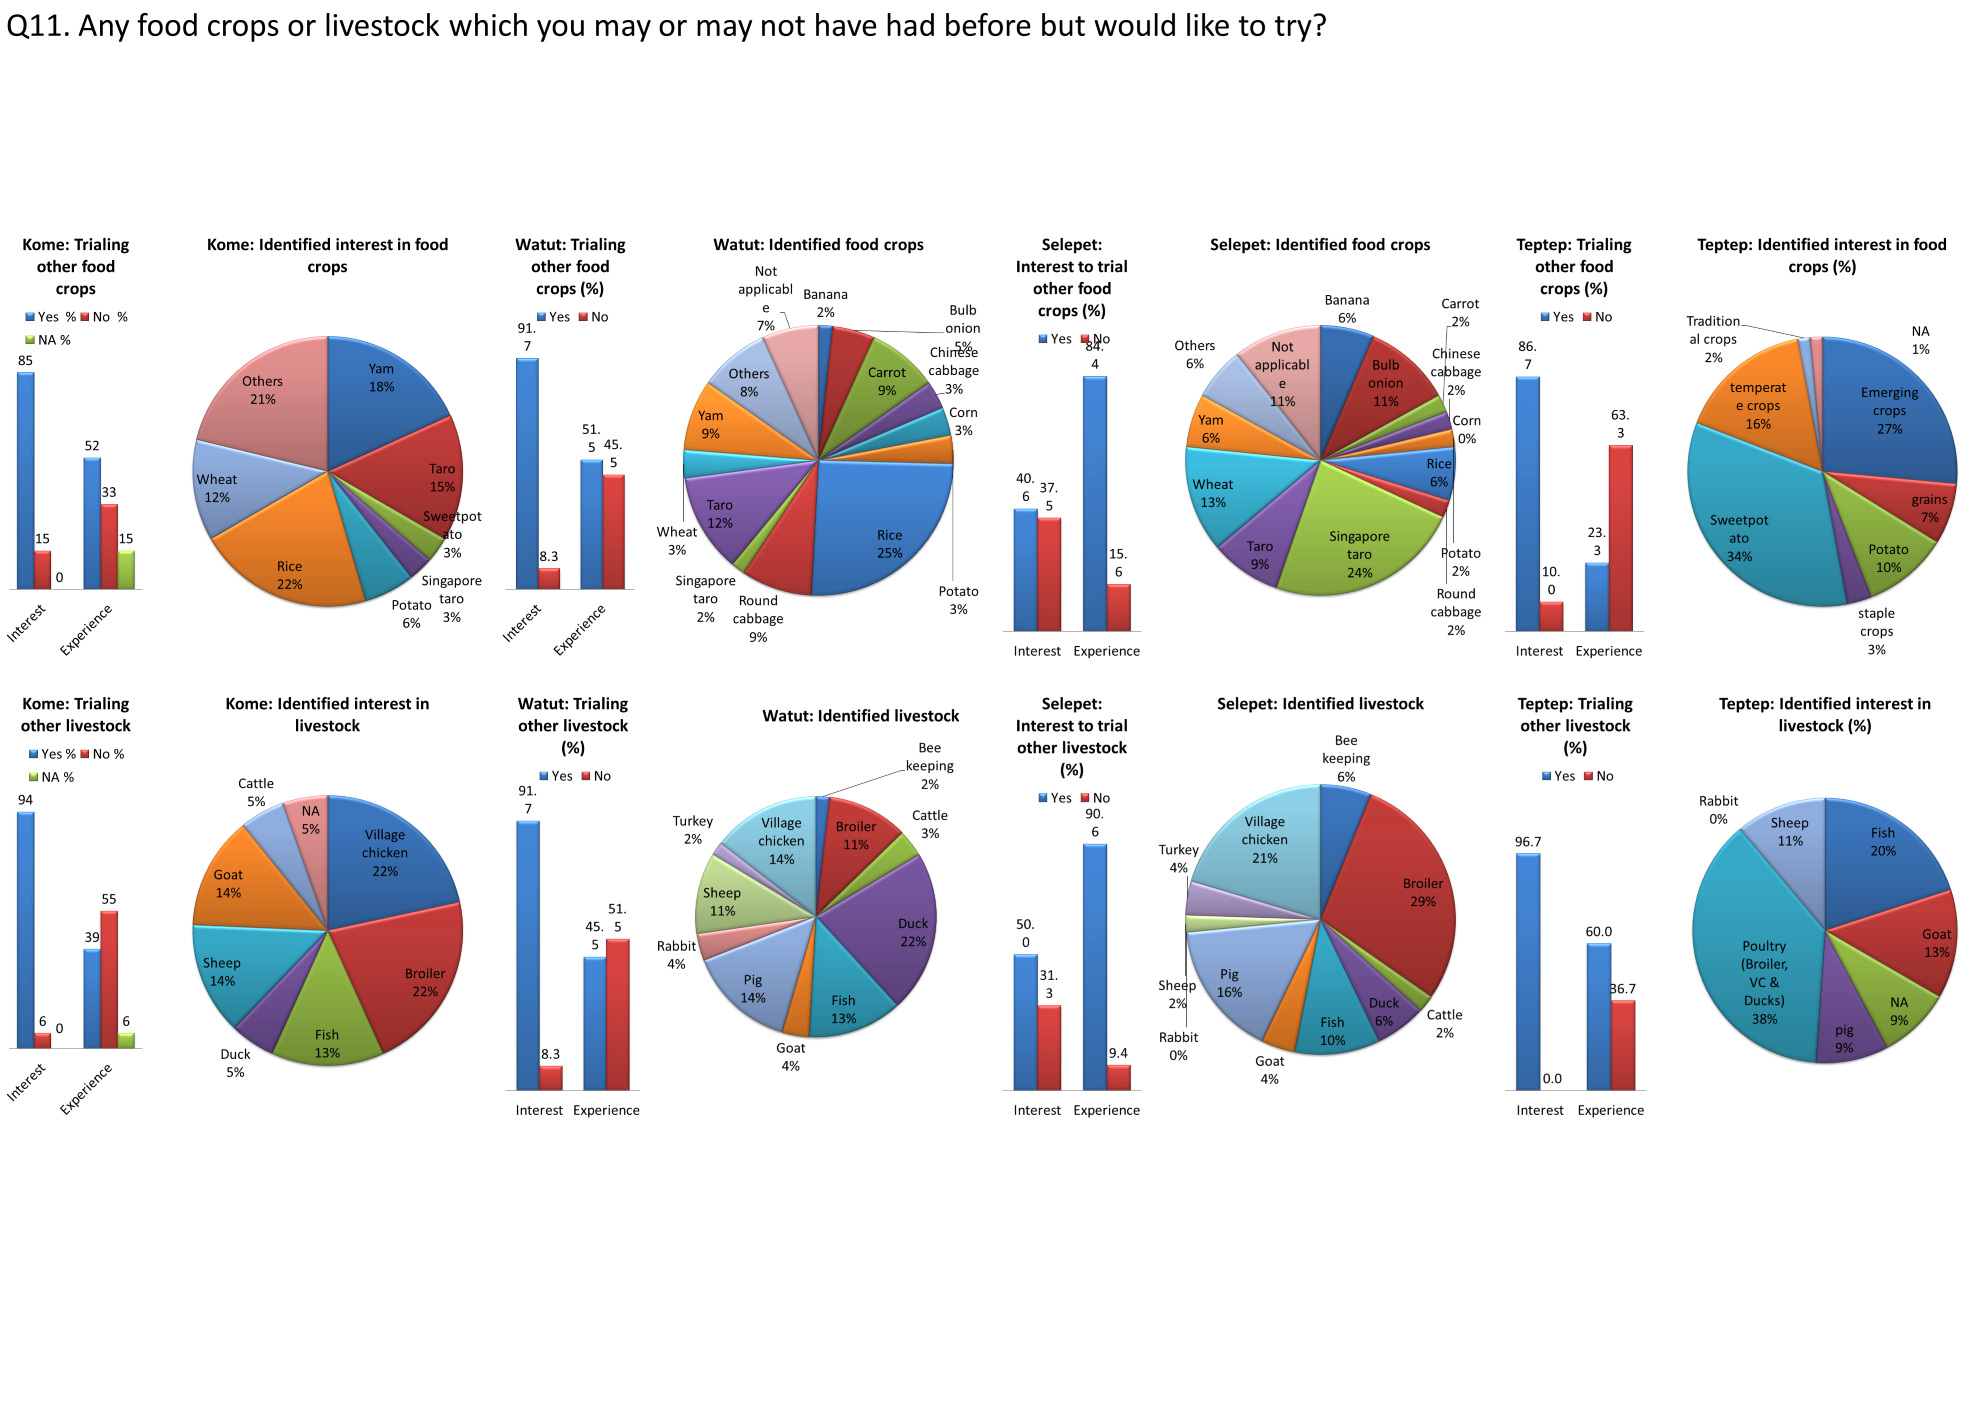 Q11. Any food crops or livestock which you may or may not have had before but would like to try?
Kome: Trialing
other food
crops
Yes %
No %
NA %
85
15
0
52
33
15
Interest
Experience
Kome: Identified interest in food
crops
Yam
18%
Taro
15%
Sweetpot
ato
3%
Singapore
taro
3%
Potato
6%
Rice
22%
Wheat
12%
Others
21%
Watut: Trialing
other food
crops (%)
Yes
No
91.
7
8.3
51.
5
45.
5
Interest
Experience
Watut: Identified food crops
Banana
2%
Bulb
onion
5%
Carrot
9%
Chinese
cabbage
3%
Corn
3%
Potato
3%
Rice
25%
Round
cabbage
9%
Singapore
taro
2%
Taro
12%
Wheat
3%
Yam
9%
Others
8%
Not
applicabl
e
7%
Selepet:
Interest to trial
other food
crops (%)
Yes
No
40.
6
37.
5
84.
4
15.
6
Interest
Experience
Selepet: Identified food crops
Banana
6%
Bulb
onion
11%
Carrot
2%
Chinese
cabbage
2%
Corn
0%
Rice
6%
Potato
2%
Round
cabbage
2%
Singapore
taro
24%
Taro
9%
Wheat
13%
Yam
6%
Others
6%
Not
applicabl
e
11%
Teptep: Trialing
other food
crops (%)
Yes
No
86.
7
10.
0
23.
3
63.
3
Interest
Experience
Teptep: Identified interest in food
crops (%)
Emerging
crops
27%
grains
7%
Potato
10%
staple
crops
3%
Sweetpot
ato
34%
temperat
e crops
16%
Tradition
al crops
2%
NA
1%
Kome: Trialing
other livestock
Yes %
No %
NA %
94
6
0
39
55
6
Interest
Experience
Kome: Identified interest in
livestock
Village
chicken
22%
Broiler
22%
Fish
13%
Duck
5%
Sheep
14%
Goat
14%
Cattle
5%
NA
5%
Watut: Trialing
other livestock
(%)
Yes
No
91.
7
8.3
45.
5
51.
5
Interest
Experience
Watut: Identified livestock
Bee
keeping
2%
Broiler
11%
Cattle
3%
Duck
22%
Fish
13%
Goat
4%
Pig
14%
Rabbit
4%
Sheep
11%
Turkey
2%
Village
chicken
14%
Selepet:
Interest to trial
other livestock
(%)
Yes
No
50.
0
31.
3
90.
6
9.4
Interest
Experience
Selepet: Identified livestock
Bee
keeping
6%
Broiler
29%
Cattle
2%
Duck
6%
Fish
10%
Goat
4%
Pig
16%
Rabbit
0%
Sheep
2%
Turkey
4%
Village
chicken
21%
Teptep: Trialing
other livestock
(%)
Yes
No
96.7
0.0
60.0
36.7
Interest
Experience
Teptep: Identified interest in
livestock (%)
Fish
20%
Goat
13%
NA
9%
pig
9%
Poultry
(Broiler,
VC &
Ducks)
38%
Rabbit
0%
Sheep
11%